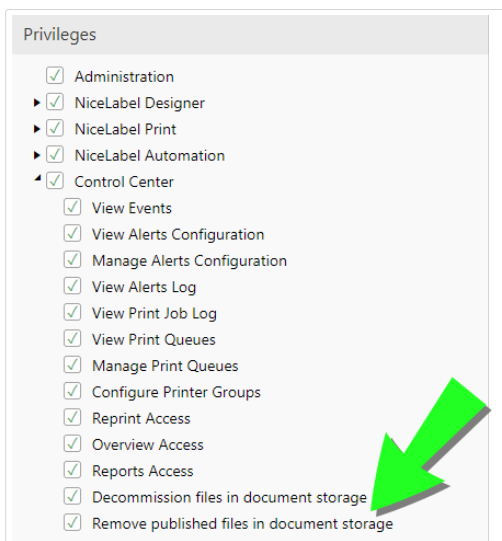 Privileges
Administration
NiceLabel Designer
NiceLabel Print
NiceLabel Automation
Control Center
View Events
View Alerts Configuration
Manage Alerts Configuration
View Alerts Log
View Print Job Log
View Print Queues
Manage Print Queues
Configure Printer Groups
Reprint Access
Overview Access
Reports Access
Decommission files in document storage
Remove published files in document storage